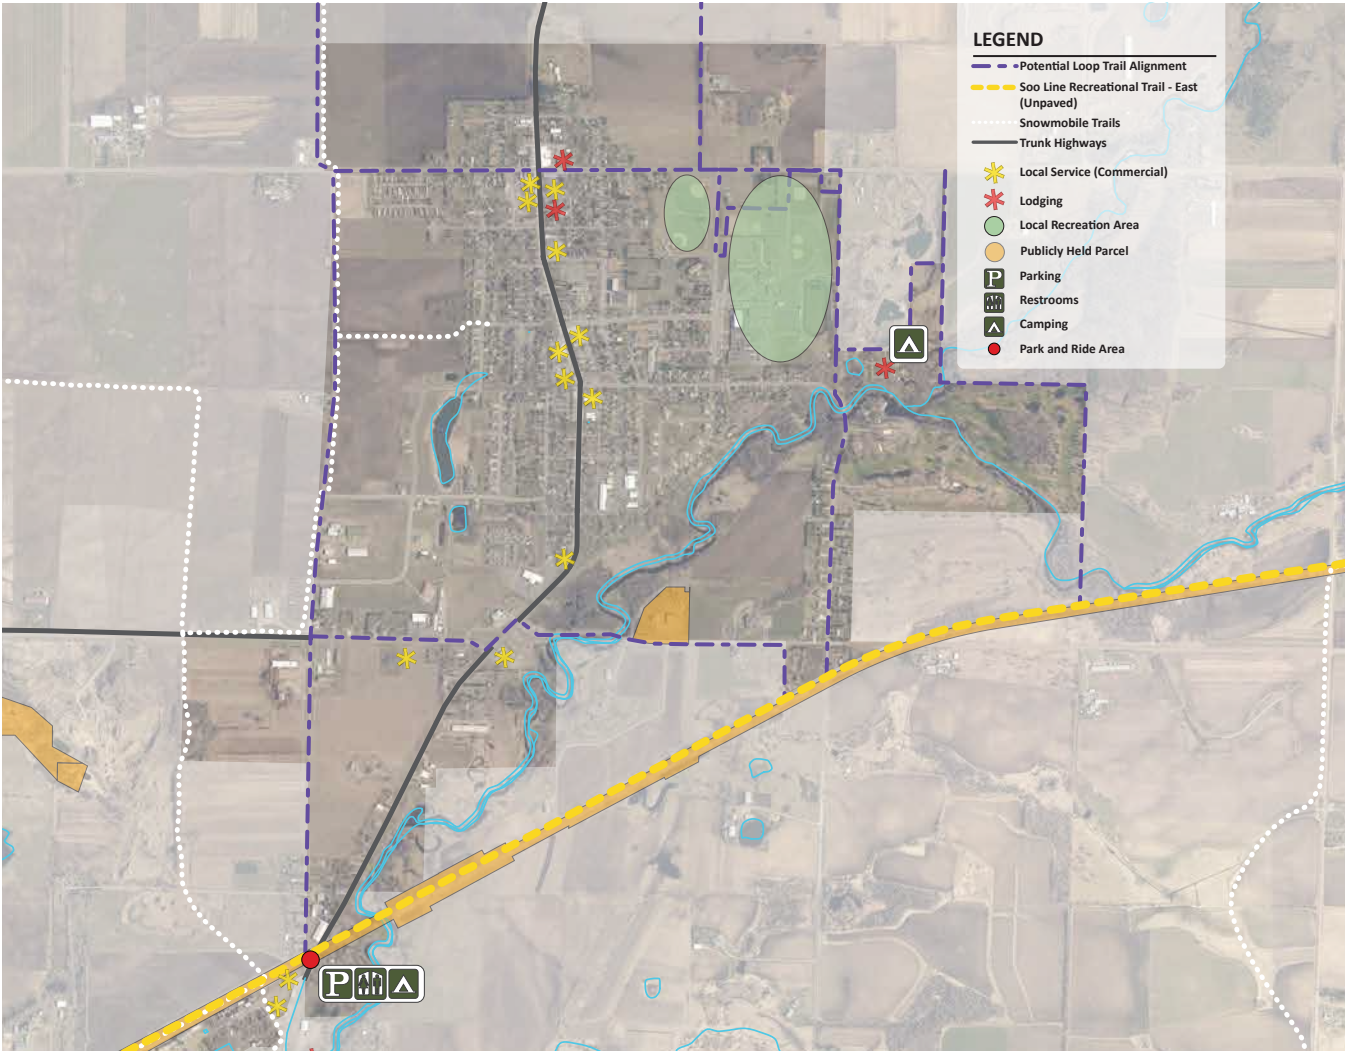 LEGEND
Potential Loop Trail Alignment
Soo Line Recreational Trail - East
(Unpaved)
Snowmobile Trails
Trunk Highways
Local Service (Commercial)
Lodging
Local Recreation Area
Publicly Held Parcel
P Parking
Restrooms
Camping
Park and Ride Area
P